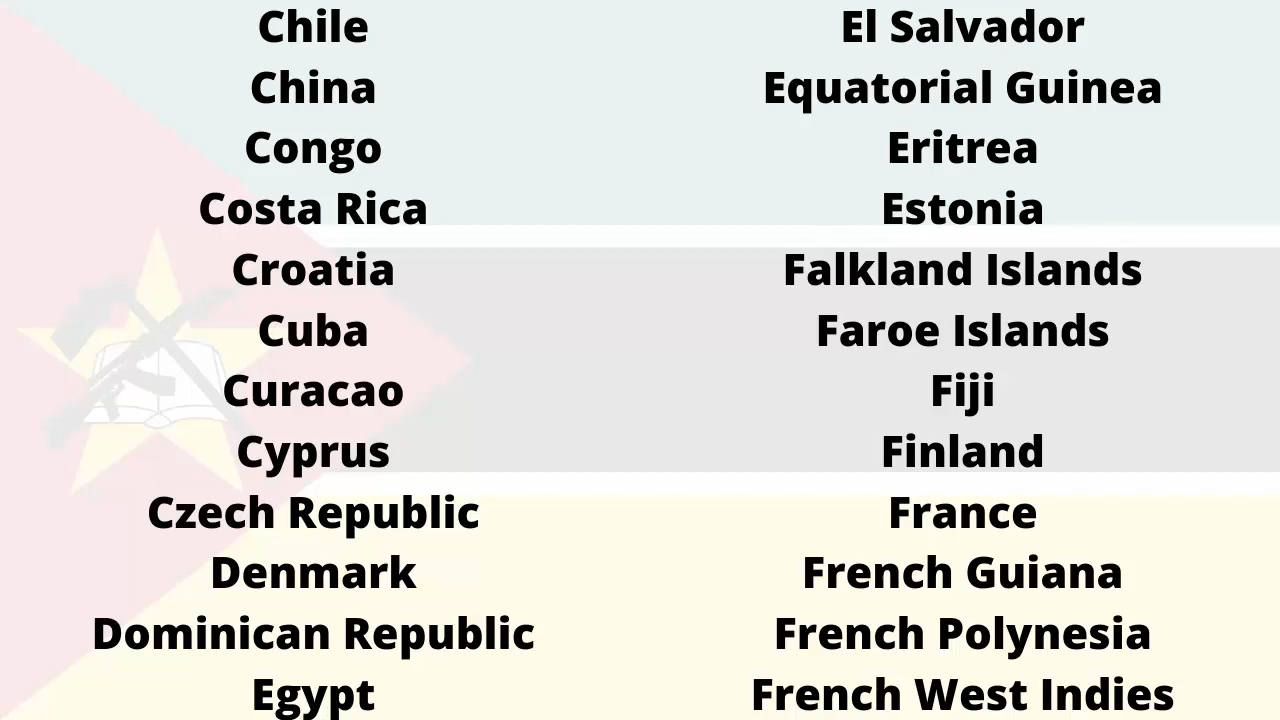 Chile
China
Congo
Costa Rica
Croatia
Cuba
Curacao
Cyprus
Czech Republic
Denmark
Dominican Republic
Egypt
El Salvador
Equatorial Guinea
Eritrea
Estonia
Falkland Islands
Faroe Islands
Fiji
Finland
France
French Guiana
French Polynesia
French West Indies